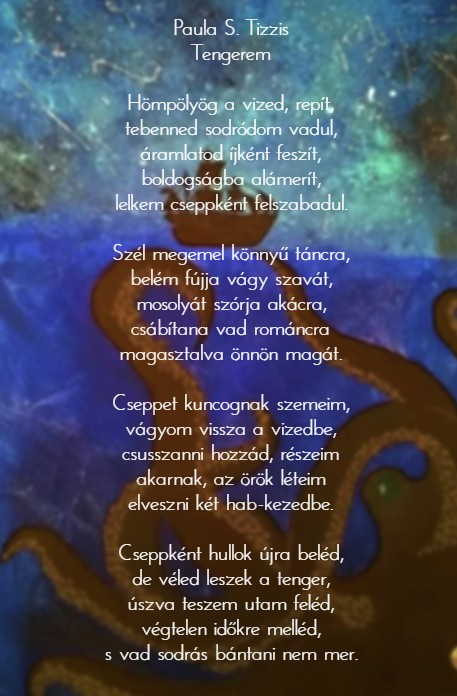 Paula S. Tizzis
Tengerem
Hömpölyög a vized, repít,
tebenned sodródom vadul,
áramlatod íjként feszít,
boldogságba alámerít,
lelkem cseppként felszabadul.
Szél megemel könnyű táncra,
belém fújja vágy szavát,
mosolyát szórja akácra,
csábítana vad románcra
magasztalva önnön magát.
Cseppet kuncognak szemeim,
vágyom vissza a vizedbe,
csusszanni hozzád, részeim
akarnak, az örök léteim
elveszni két hab-kezedbe.
Cseppként hullok újra beléd,
de véled leszek a tenger,
úszva teszem utam feléd,
végtelen időkre melléd,
s vad sodrás bántani nem mer.